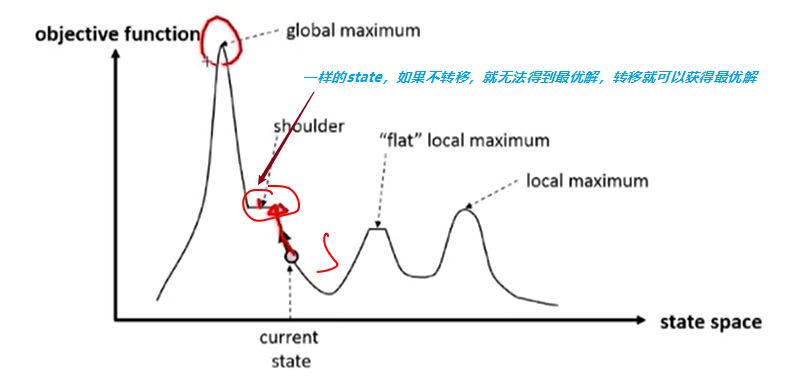 objective function
global maximum
一样的state，如果不转移，就无法得到最优解，转移就可以获得最优解
shoulder
"flat" local maximum
local maximum
S
current
state
state space